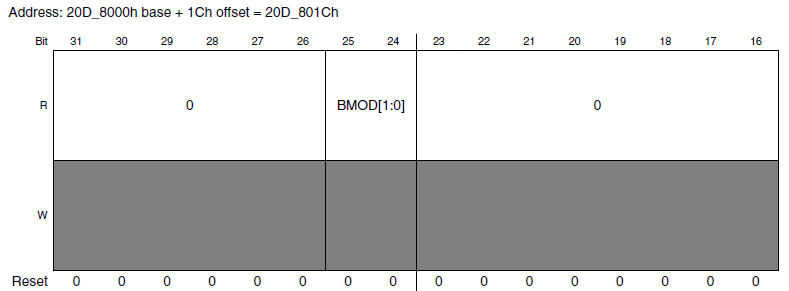 Address: 20D_8000h base + 1Ch offset = 20D_801Ch
Bit 31 30 29 28 27 26 25 24 23 22 21 20 19 18 17 16
R 0 BMOD[1:0] 0
W
Reset 0 0 0 0 0 0 0 0 0 0 0 0 0 0 0 0